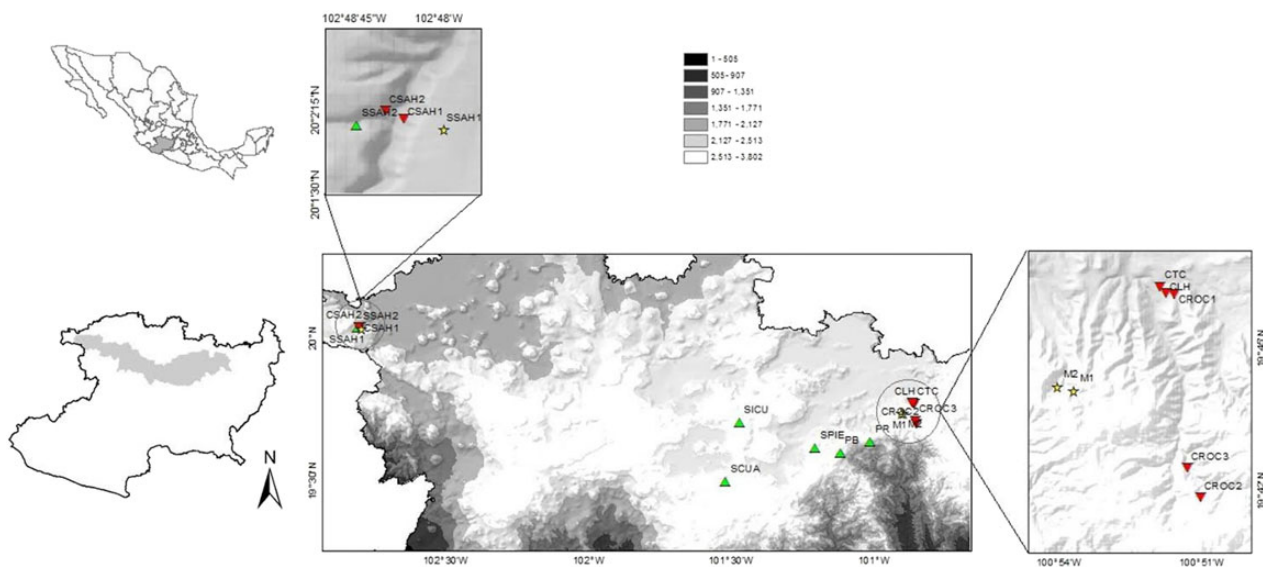 102°48'45"W 102°48'W
20°2'15"N
20°1'30"N
CSAH2
SSAH2
CSAH1
SSAH1
1 - 505
505 - 907
907 - 1,351
1,351 - 1,771
1,771 - 2,127
2,127 - 2,513
2,513 - 3,802
N
CSAH2 SSAH2
CSAH1
SSAH1
20°N
19°30'N
SICU
SCUA
SPIE
PB
PR
CLH CTC
CROC3
CROC2
M1 M2
102°30'W 102°W 101°30'W 101°W
CTC
CLH
CROC1
M2
M1
CROC3
CROC2
19°47'N
100°54'W 100°51'W